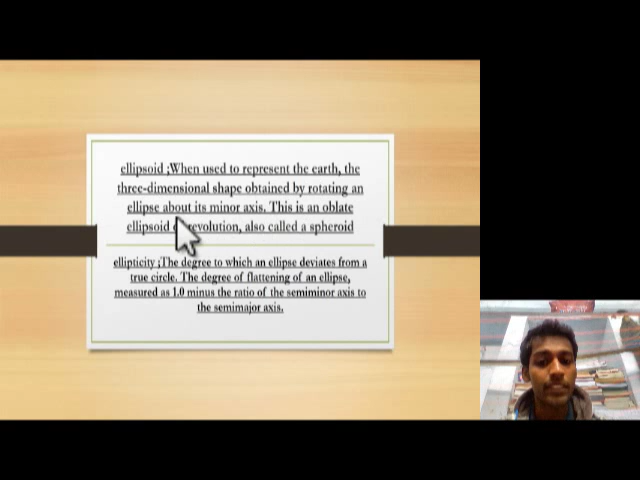 ellipsoid ;When used to represent the earth, the
three-dimensional shape obtained by rotating an
ellipse about its minor axis. This is an oblate
ellipsoid revolution, also called a spheroid
ellipticity ;The degree to which an ellipse deviates from a
true circle. The degree of flattening of an ellipse,
measured as 1.0 minus the ratio of the semiminor axis to
the semimajor axis.